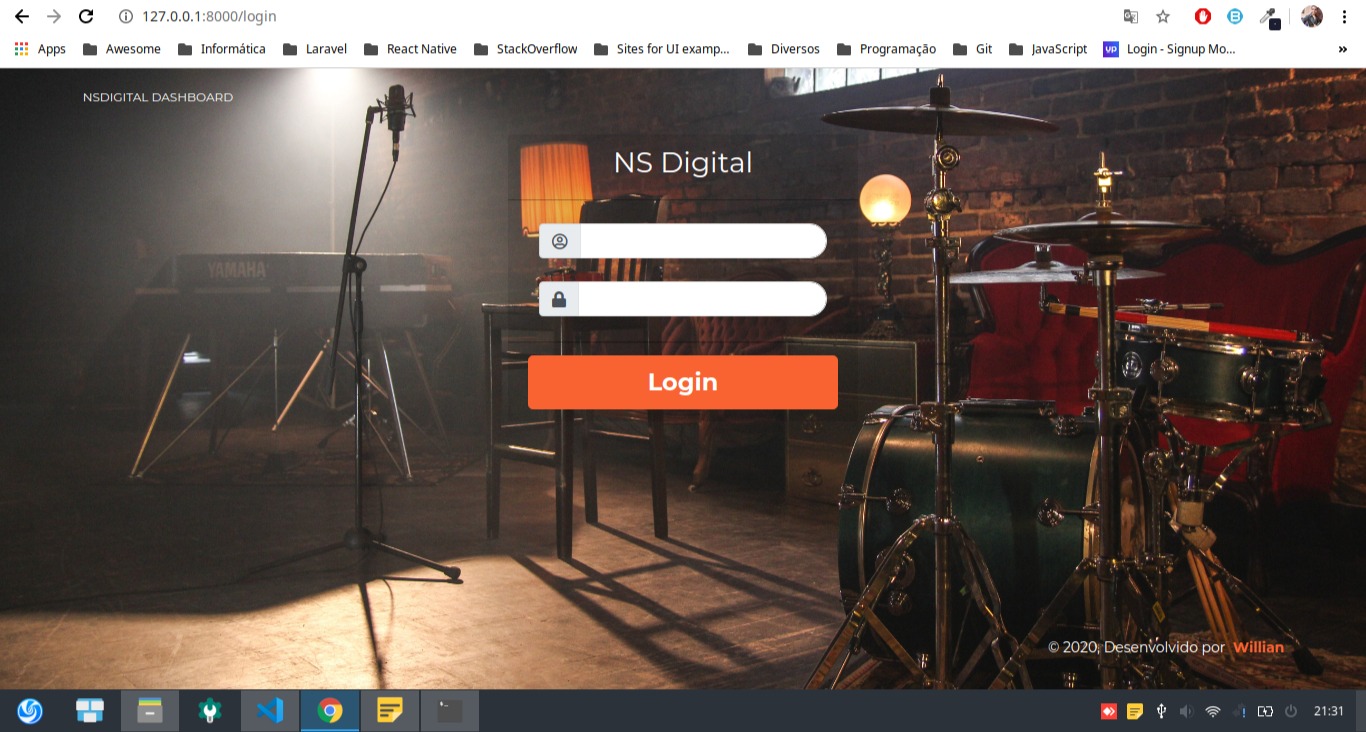 127.0.0.1:8000/login
Apps Awesome Informática Laravel React Native StackOverflow Sites for UI examp... Diversos Programação Git JavaScript up Login - Signup Mo... »
NSDIGITAL DASHBOARD
NS Digital
YAMAHA
Login
© 2020, Desenvolvido por Willian
21:31